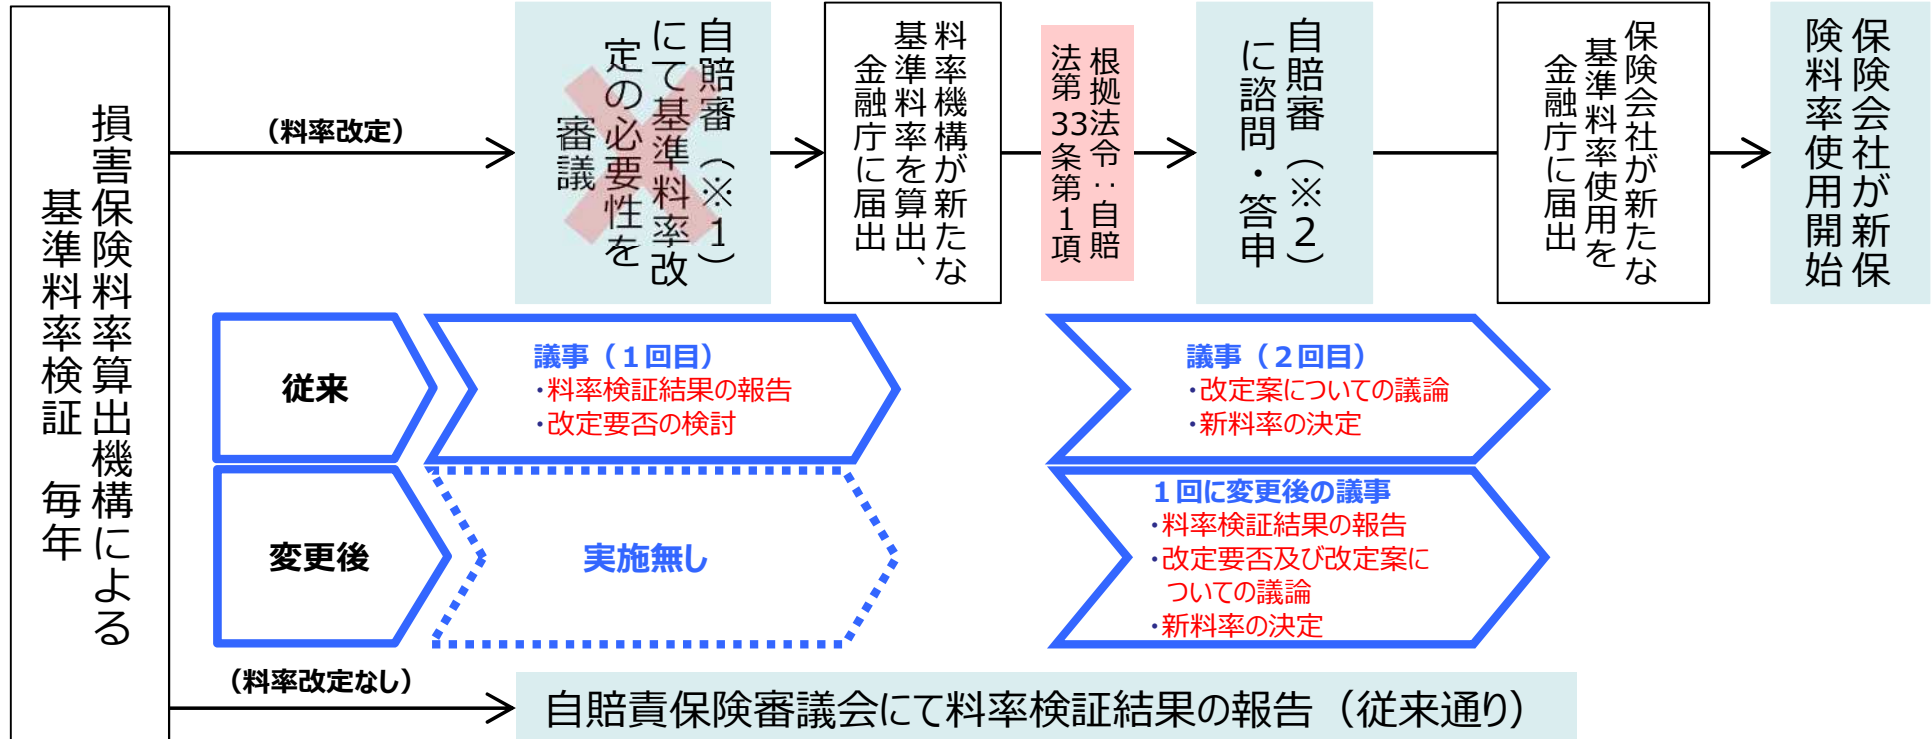 損害保険料率算出機構による
基準料率検証　毎年
（料率改定）
自賠審（※１）
にて基準料率改
定の必要性を
審議
料率機構が新たな
基準料率を算出、
金融庁に届出
根拠法令：自賠
法第33条第１項
自賠審（※２）
に諮問・答申
保険会社が新たな
基準料率使用を
金融庁に届出
保険会社が新保
険料率使用開始
従来
議事（１回目）
・料率検証結果の報告
・改定要否の検討
議事（２回目）
・改定案についての議論
・新料率の決定
変更後
実施無し
１回に変更後の議事
・料率検証結果の報告
・改定要否及び改定案に
ついての議論
・新料率の決定
（料率改定なし）
自賠責保険審議会にて料率検証結果の報告（従来通り）